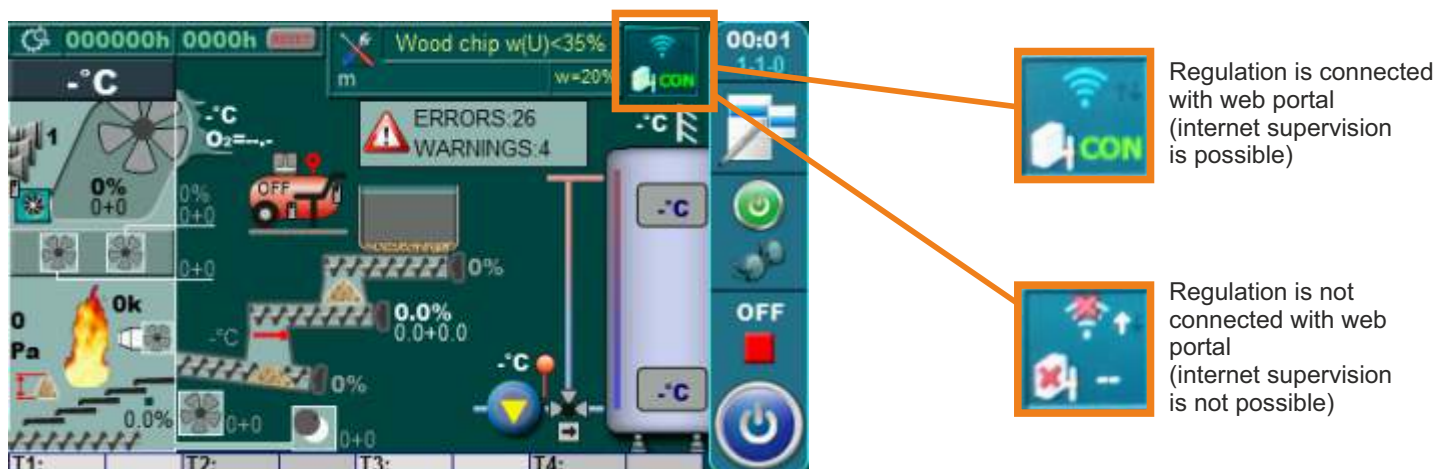 000000h 0000h RESET
Wood chip w(U)<35%
m
w=20%
CON
00:01
1-1-0
-°C
-°C
O2=--,-
ERRORS:26
WARNINGS:4
-°C
1
0%
0+0
0%
0+0
OFF
-°C
0+0
0%
0k
0
Pa
0.0%
0.0+0.0
-°C
OFF
-°C
0%
-°C
0.0%
0+0
0+0
T1:
T2:
T3:
T4:
CON
Regulation is connected
with web portal
(internet supervision
is possible)
--
Regulation is not
connected with web
portal
(internet supervision
is not possible)